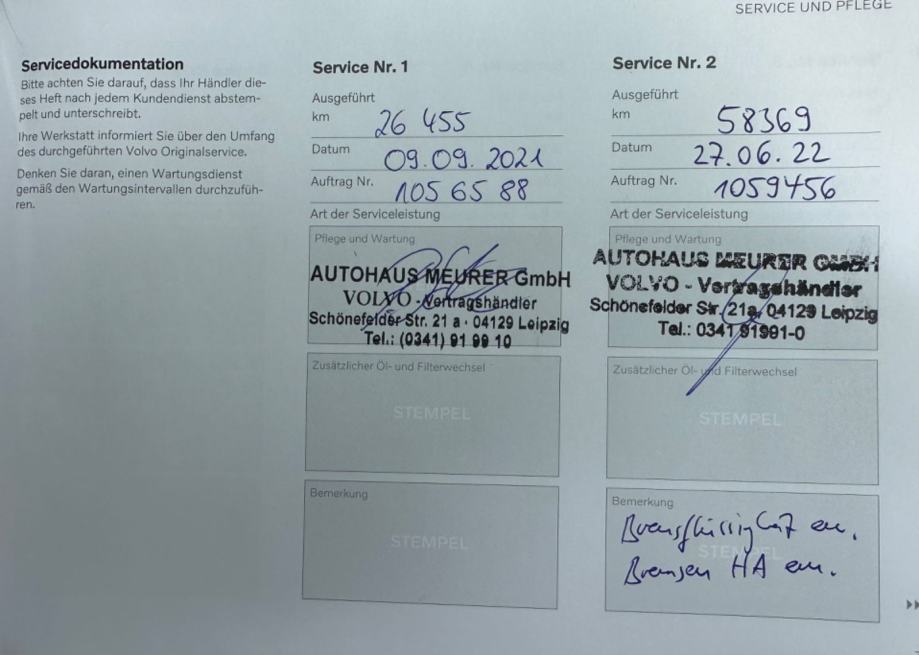 SERVICE UND PFLEGE
Servicedokumentation
Bitte achten Sie darauf, dass Ihr Händler die-
ses Heft nach jedem Kundendienst abstem-
pelt und unterschreibt.
Ihre Werkstatt informiert Sie über den Umfang
des durchgeführten Volvo Originalservice.
Denken Sie daran, einen Wartungsdienst
gemäß den Wartungsintervallen durchzufüh-
ren.
Service Nr. 1
Ausgeführt
km 26 455
Datum 09.09.2021
Auftrag Nr. 105 65 88
Art der Serviceleistung
Pflege und Wartung
AUTOHAUS MEURER GmbH
VOLVO - Vertragshändler
Schönefelder Str. 21 a · 04129 Leipzig
Tel.: (0341) 91 99 10
Zusätzlicher Öl- und Filterwechsel
STEMPEL
Bemerkung
STEMPEL
Service Nr. 2
Ausgeführt
km 58369
Datum 27.06.22
Auftrag Nr. 1059456
Art der Serviceleistung
Pflege und Wartung
AUTOHAUS MEURER GMBH
VOLVO - Vertragshändler
Schönefelder Str. 21a, 04129 Leipzig
Tel.: 0341 91991-0
Zusätzlicher Öl- und Filterwechsel
STEMPEL
Bemerkung
STEMPEL
Bremsflüssigkeit ern.
Bremsen HA ern.